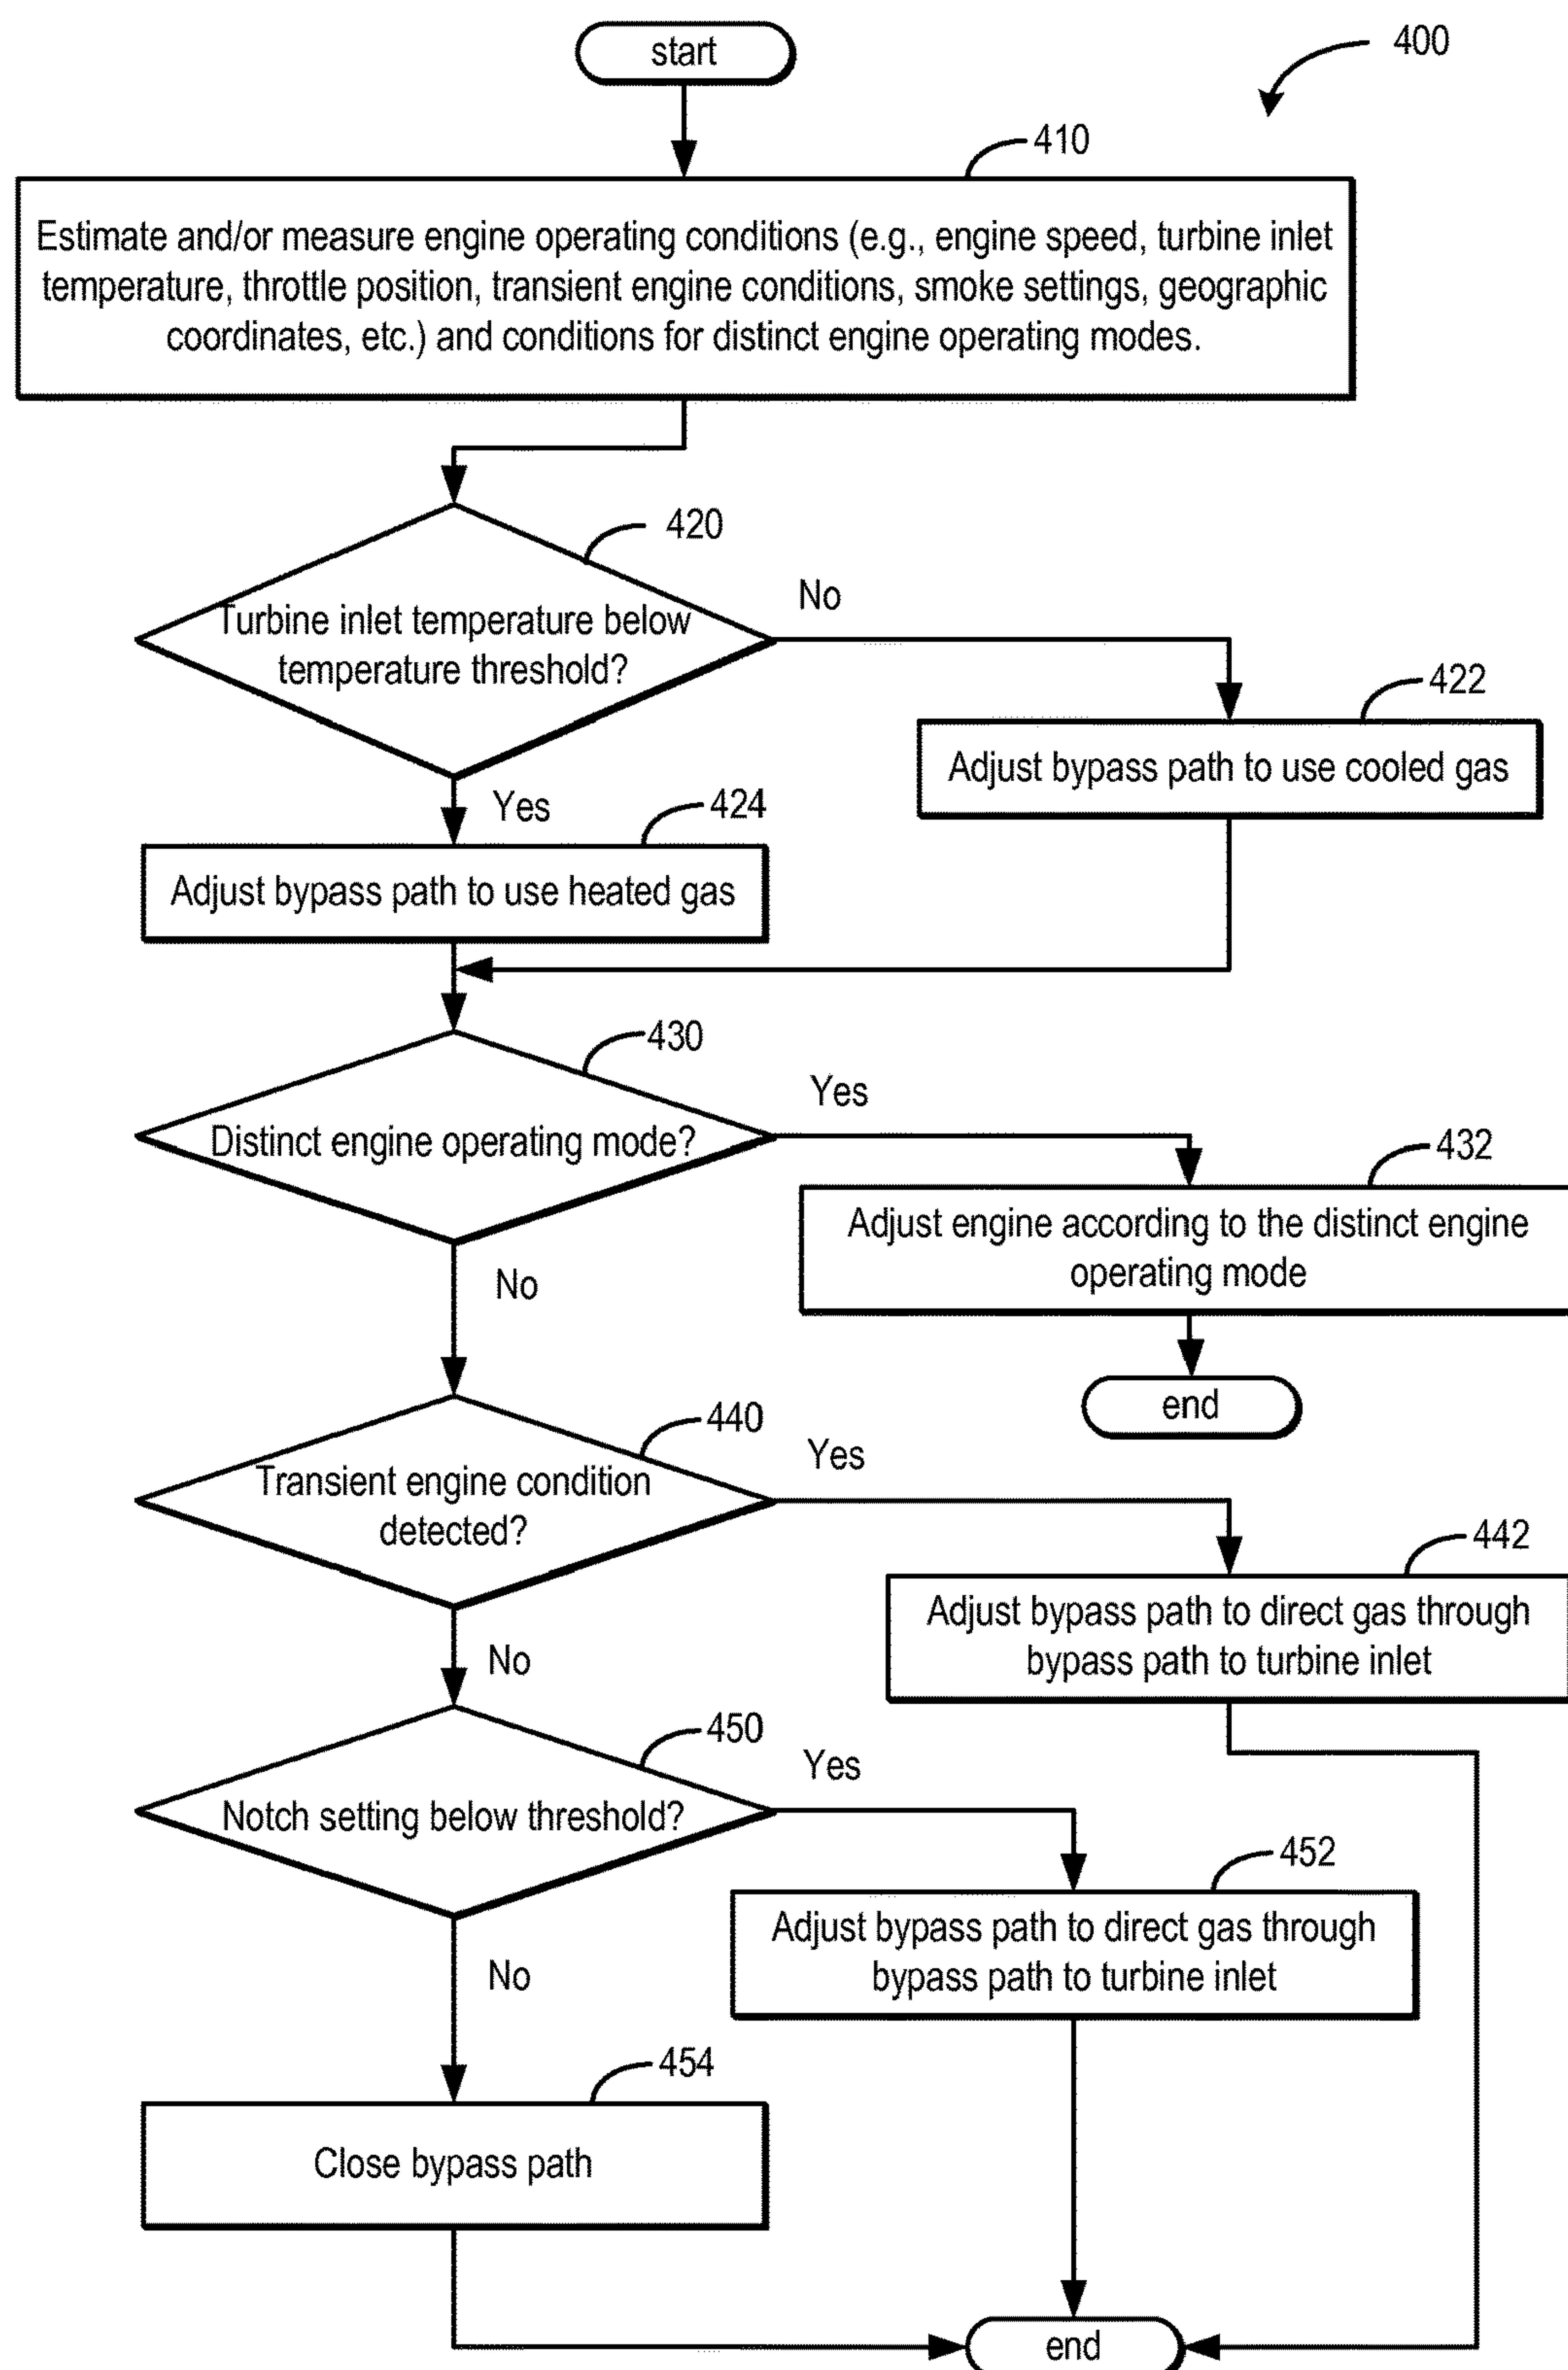 start
400
410
Estimate and/or measure engine operating conditions (e.g., engine speed, turbine inlet
temperature, throttle position, transient engine conditions, smoke settings, geographic
coordinates, etc.) and conditions for distinct engine operating modes.
420
Turbine inlet temperature below
temperature threshold?
No
422
Adjust bypass path to use cooled gas
Yes
424
Adjust bypass path to use heated gas
430
Distinct engine operating mode?
Yes
432
Adjust engine according to the distinct engine
operating mode
end
No
440
Transient engine condition
detected?
Yes
442
Adjust bypass path to direct gas through
bypass path to turbine inlet
No
450
Notch setting below threshold?
Yes
452
Adjust bypass path to direct gas through
bypass path to turbine inlet
No
454
Close bypass path
end